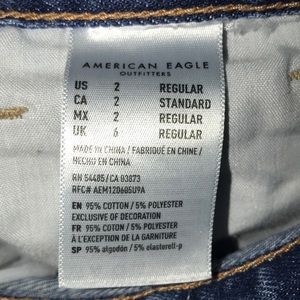 AMERICAN EAGLE
OUTFITTERS
US 2 REGULAR
CA 2 STANDARD
MX 2 REGULAR
UK 6 REGULAR
MADE IN CHINA / FABRIQUÉ EN CHINE /
HECHO EN CHINA
RN 54485/CA 03873
RFC# AEM120605U9A
EN 95% COTTON / 5% POLYESTER
EXCLUSIVE OF DECORATION
FR 95% COTON / 5% POLYESTER
À L'EXCEPTION DE LA GARNITURE
SP 95% algodón / 5% elasterell-p